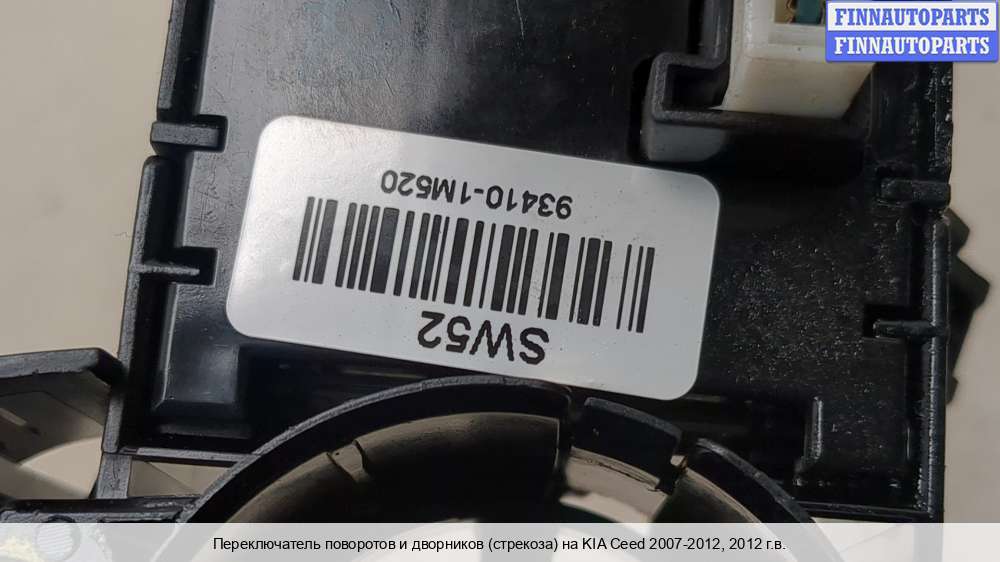 FINNAUTOPARTS
FINNAUTOPARTS
SW52
93410-1M520
Переключатель поворотов и дворников (стрекоза) на KIA Ceed 2007-2012, 2012 г.в.